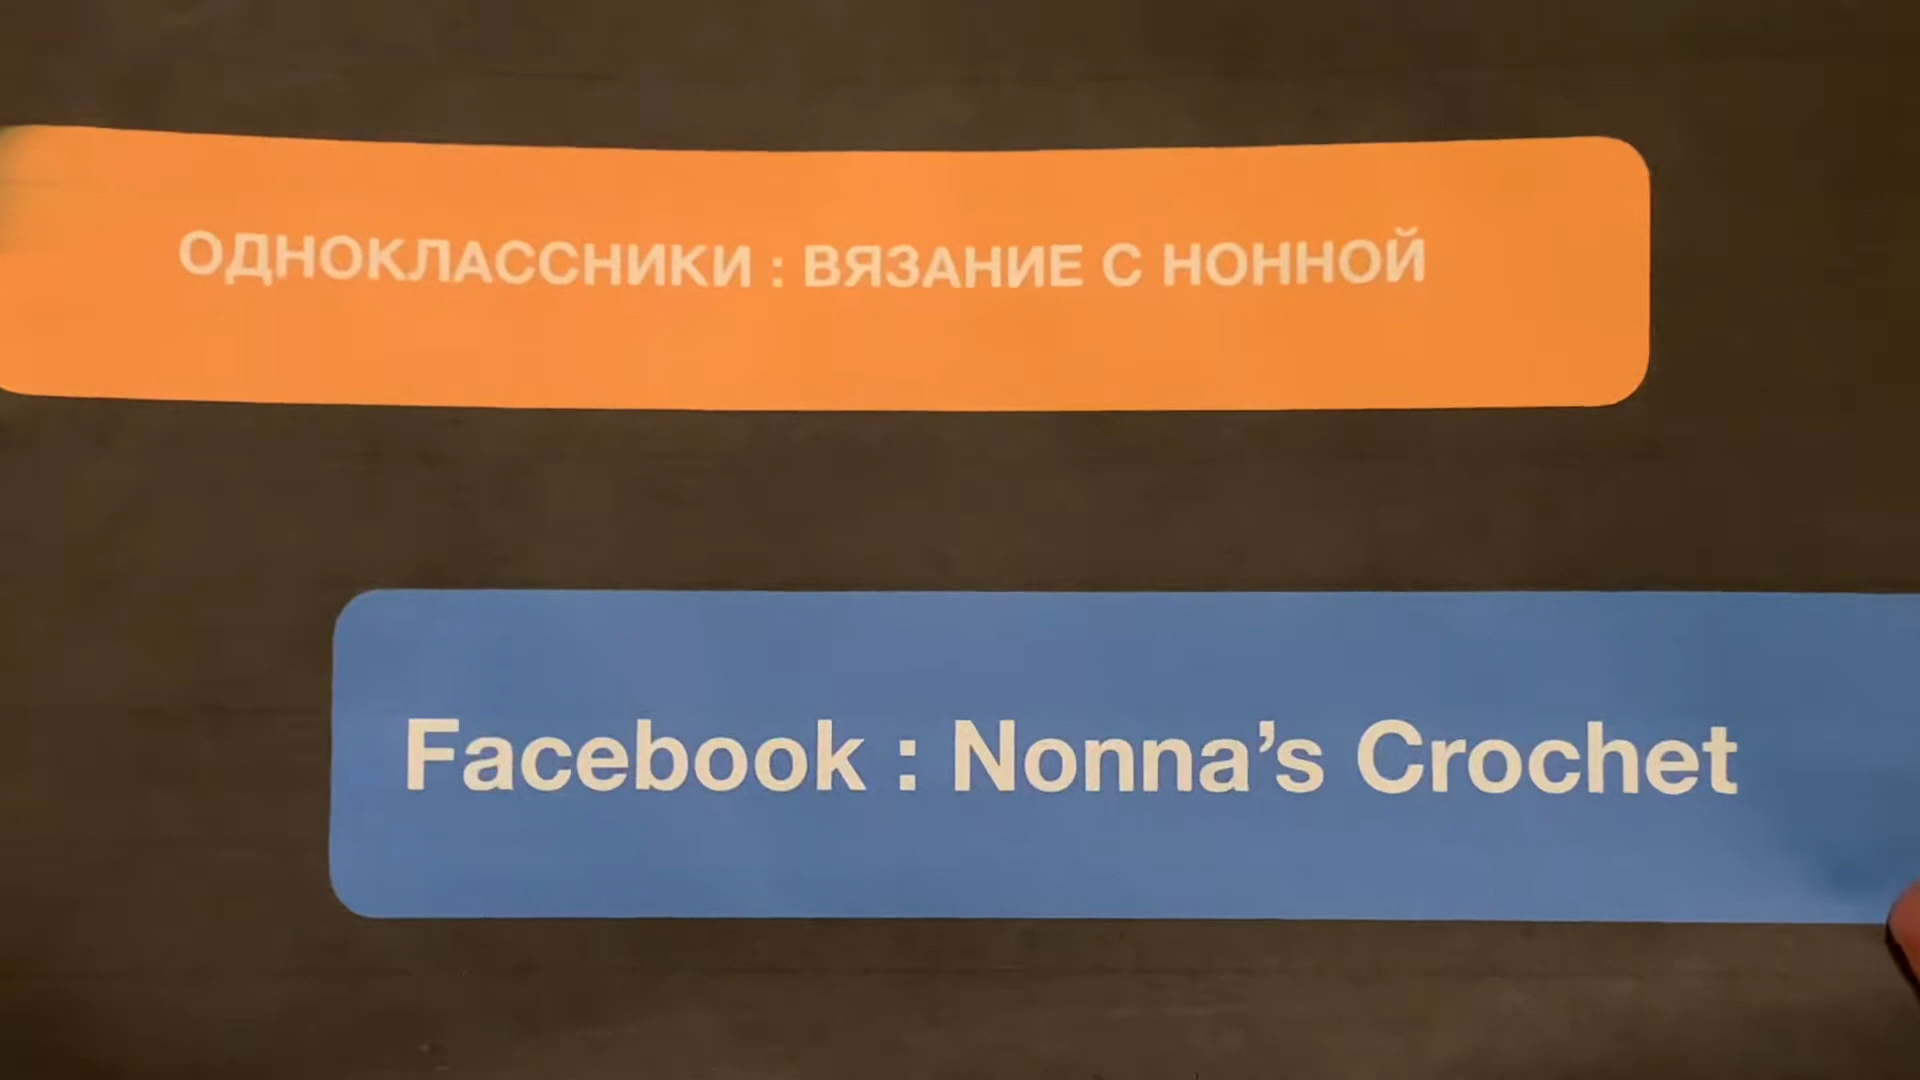 ОДНОКЛАССНИКИ : ВЯЗАНИЕ С НОННОЙ
Facebook : Nonna’s Crochet